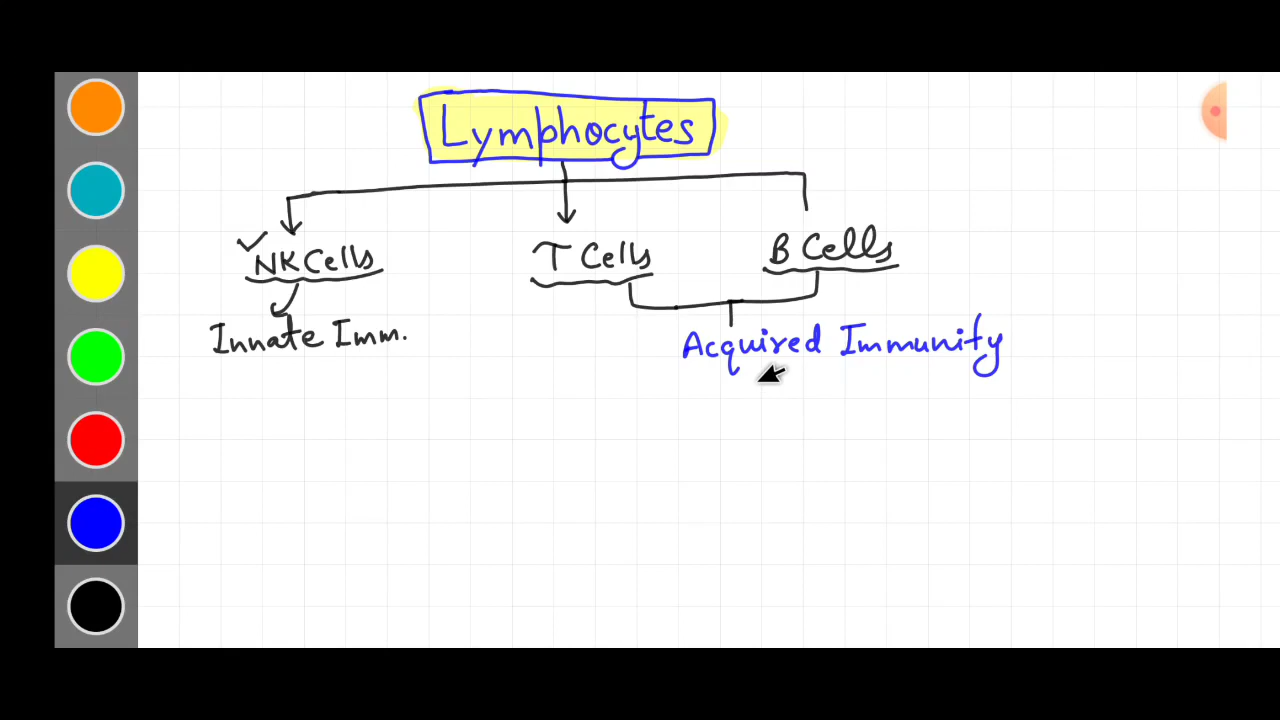 Lymphocytes
NK Cells T Cells B Cells
Innate Imm. Acquired Immunity